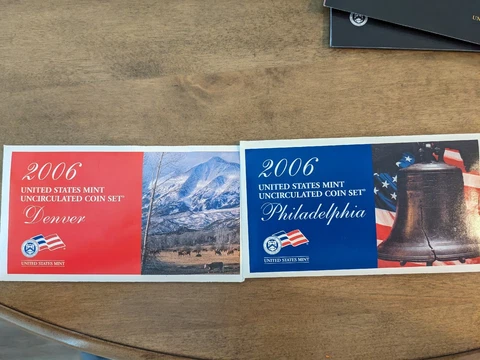 2006
UNITED STATES MINT
UNCIRCULATED COIN SET
Denver
UNITED STATES MINT
2006
UNITED STATES MINT
UNCIRCULATED COIN SET
Philadelphia
UNITED STATES MINT